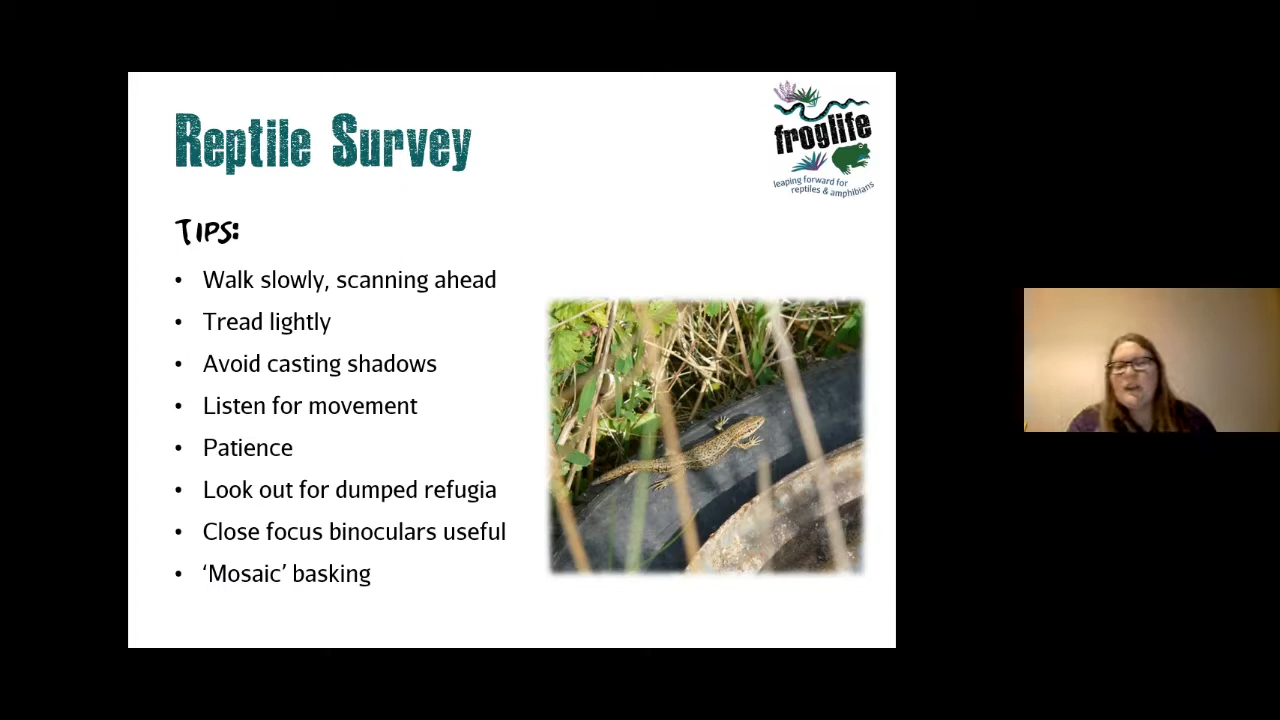 Reptile Survey
froglife
leaping forward for
reptiles & amphibians
TIPS:
• Walk slowly, scanning ahead
• Tread lightly
• Avoid casting shadows
• Listen for movement
• Patience
• Look out for dumped refugia
• Close focus binoculars useful
• ‘Mosaic’ basking